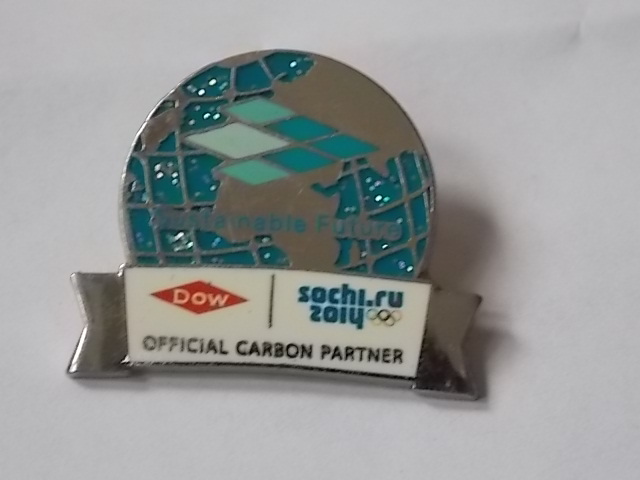 Sustainable Future
Dow
sochi.ru
2014
OFFICIAL CARBON PARTNER